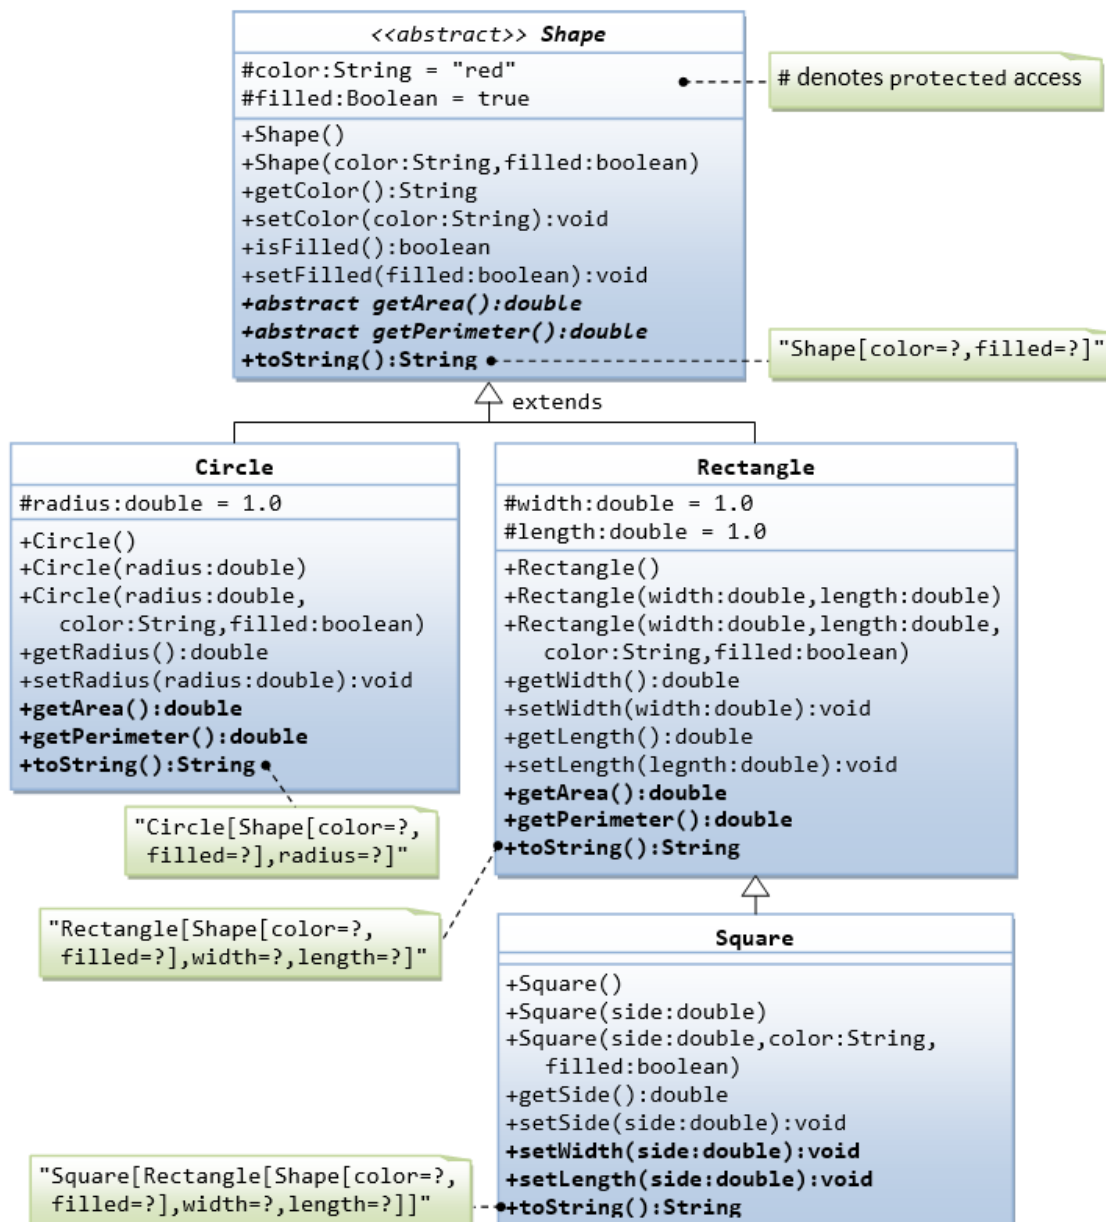 <<abstract>> Shape
#color:String = "red"
#filled:Boolean = true
# denotes protected access
+Shape()
+Shape(color:String,filled:boolean)
+getColor():String
+setColor(color:String):void
+isFilled():boolean
+setFilled(filled:boolean):void
+abstract getArea():double
+abstract getPerimeter():double
+toString():String
"Shape[color=?,filled=?]"
extends
Circle
#radius:double = 1.0
+Circle()
+Circle(radius:double)
+Circle(radius:double,
color:String,filled:boolean)
+getRadius():double
+setRadius(radius:double):void
+getArea():double
+getPerimeter():double
+toString():String
"Circle[Shape[color=?,
filled=?],radius=?]"
Rectangle
#width:double = 1.0
#length:double = 1.0
+Rectangle()
+Rectangle(width:double,length:double)
+Rectangle(width:double,length:double,
color:String,filled:boolean)
+getWidth():double
+setWidth(width:double):void
+getLength():double
+setLength(legnth:double):void
+getArea():double
+getPerimeter():double
+toString():String
"Rectangle[Shape[color=?,
filled=?],width=?,length=?]"
Square
+Square()
+Square(side:double)
+Square(side:double,color:String,
filled:boolean)
+getSide():double
+setSide(side:double):void
+setWidth(side:double):void
+setLength(side:double):void
+toString():String
"Square[Rectangle[Shape[color=?,
filled=?],width=?,length=?]]"